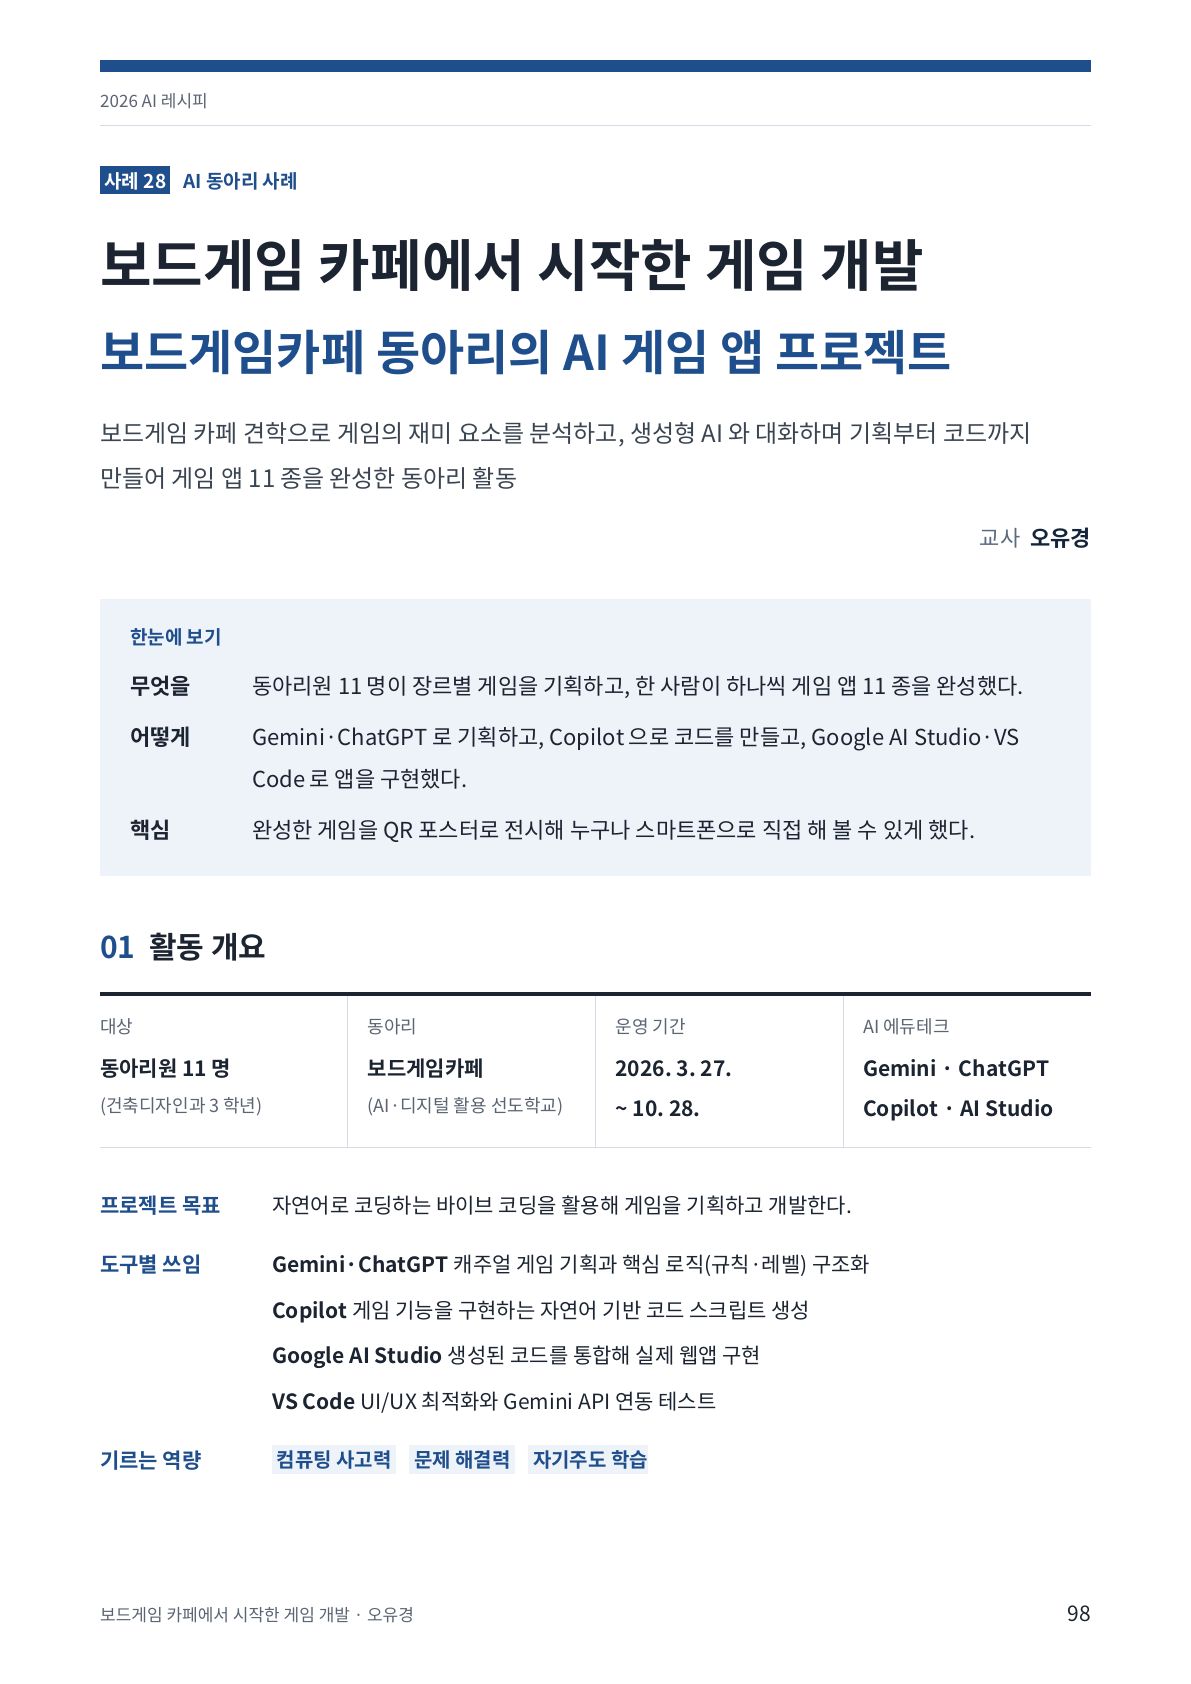 2026 AI 레시피
사례 28 AI 동아리 사례
보드게임 카페에서 시작한 게임 개발
보드게임카페 동아리의 AI 게임 앱 프로젝트
보드게임 카페 견학으로 게임의 재미 요소를 분석하고, 생성형 AI 와 대화하며 기획부터 코드까지
만들어 게임 앱 11 종을 완성한 동아리 활동
교사 오유경
한눈에 보기
무엇을 동아리원 11 명이 장르별 게임을 기획하고, 한 사람이 하나씩 게임 앱 11 종을 완성했다.
어떻게 Gemini·ChatGPT 로 기획하고, Copilot 으로 코드를 만들고, Google AI Studio·VS
Code 로 앱을 구현했다.
핵심 완성한 게임을 QR 포스터로 전시해 누구나 스마트폰으로 직접 해 볼 수 있게 했다.
01 활동 개요
대상 동아리 운영 기간 AI 에듀테크
동아리원 11 명 보드게임카페 2026. 3. 27. Gemini · ChatGPT
(건축디자인과 3 학년) (AI·디지털 활용 선도학교) ~ 10. 28. Copilot · AI Studio
프로젝트 목표 자연어로 코딩하는 바이브 코딩을 활용해 게임을 기획하고 개발한다.
도구별 쓰임 Gemini·ChatGPT 캐주얼 게임 기획과 핵심 로직(규칙·레벨) 구조화
Copilot 게임 기능을 구현하는 자연어 기반 코드 스크립트 생성
Google AI Studio 생성된 코드를 통합해 실제 웹앱 구현
VS Code UI/UX 최적화와 Gemini API 연동 테스트
기르는 역량 컴퓨팅 사고력 문제 해결력 자기주도 학습
보드게임 카페에서 시작한 게임 개발 · 오유경 98